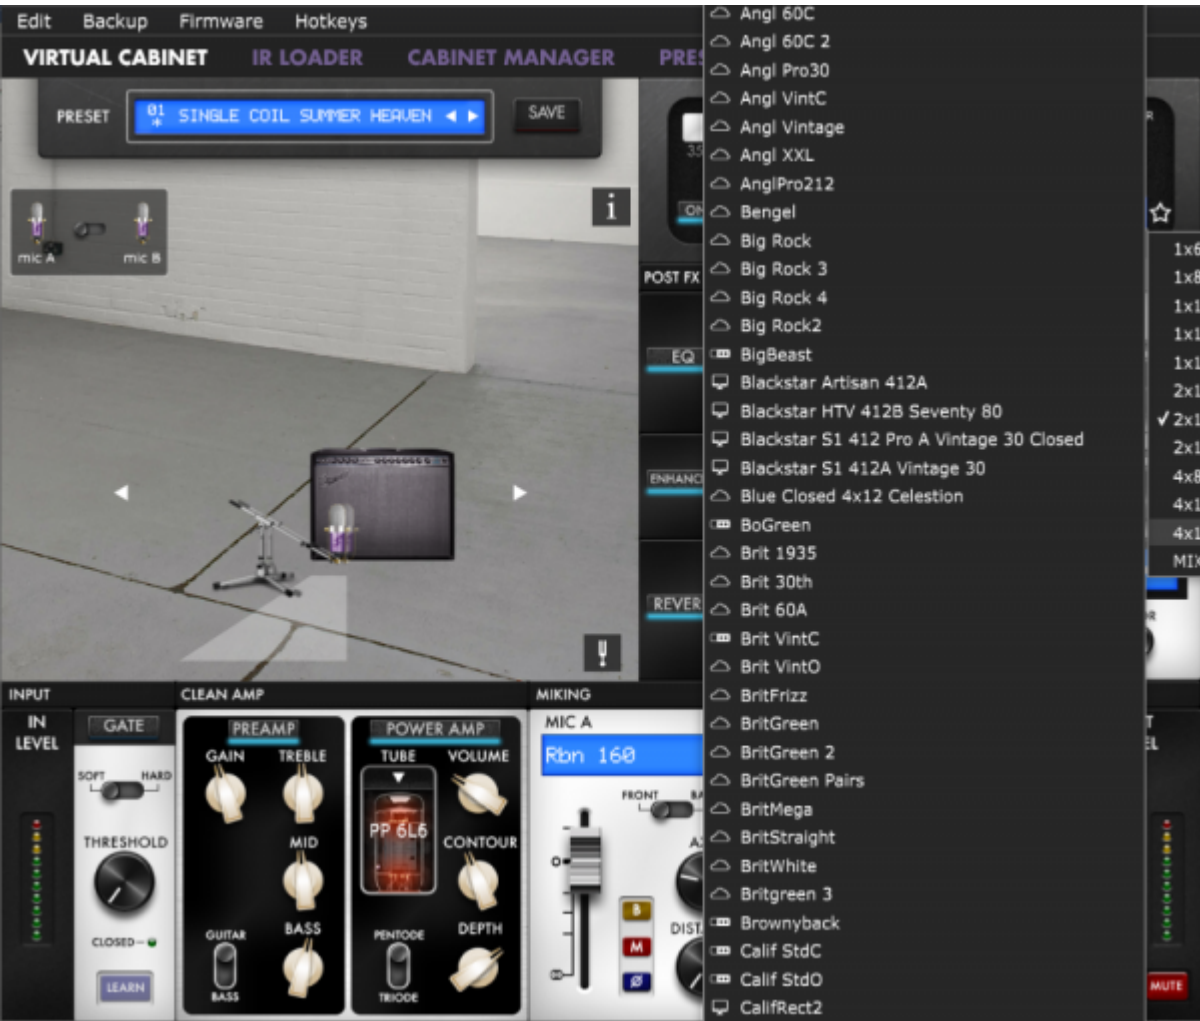 Edit Backup Firmware Hotkeys
VIRTUAL CABINET IR LOADER CABINET MANAGER
PRESET 01 * SINGLE COIL SUMMER HEAVEN SAVE
mic A mic B
i
POST FX
EQ
INPUT
IN LEVEL
GATE
SOFT HARD
THRESHOLD
CLOSED
LEARN
CLEAN AMP
PREAMP
GAIN TREBLE
MID
BASS
GUITAR
BASS
POWER AMP
TUBE VOLUME
PP 6L6
CONTOUR
DEPTH
PENTODE
TRIODE
MIKING
MIC A
Rbn 160
FRONT
0
∞
B
M
Ø
Angl 60C
Angl 60C 2
Angl Pro30
Angl VintC
Angl Vintage
Angl XXL
AnglPro212
Bengel
Big Rock
Big Rock 3
Big Rock 4
Big Rock2
BigBeast
Blackstar Artisan 412A
Blackstar HTV 412B Seventy 80
Blackstar S1 412 Pro A Vintage 30 Closed
Blackstar S1 412A Vintage 30
Blue Closed 4x12 Celestion
BoGreen
Brit 1935
Brit 30th
Brit 60A
Brit VintC
Brit VintO
BritFrizz
BritGreen
BritGreen 2
BritGreen Pairs
BritMega
BritStraight
BritWhite
Britgreen 3
Brownyback
Calif StdC
Calif StdO
CalifRect2
MUTE